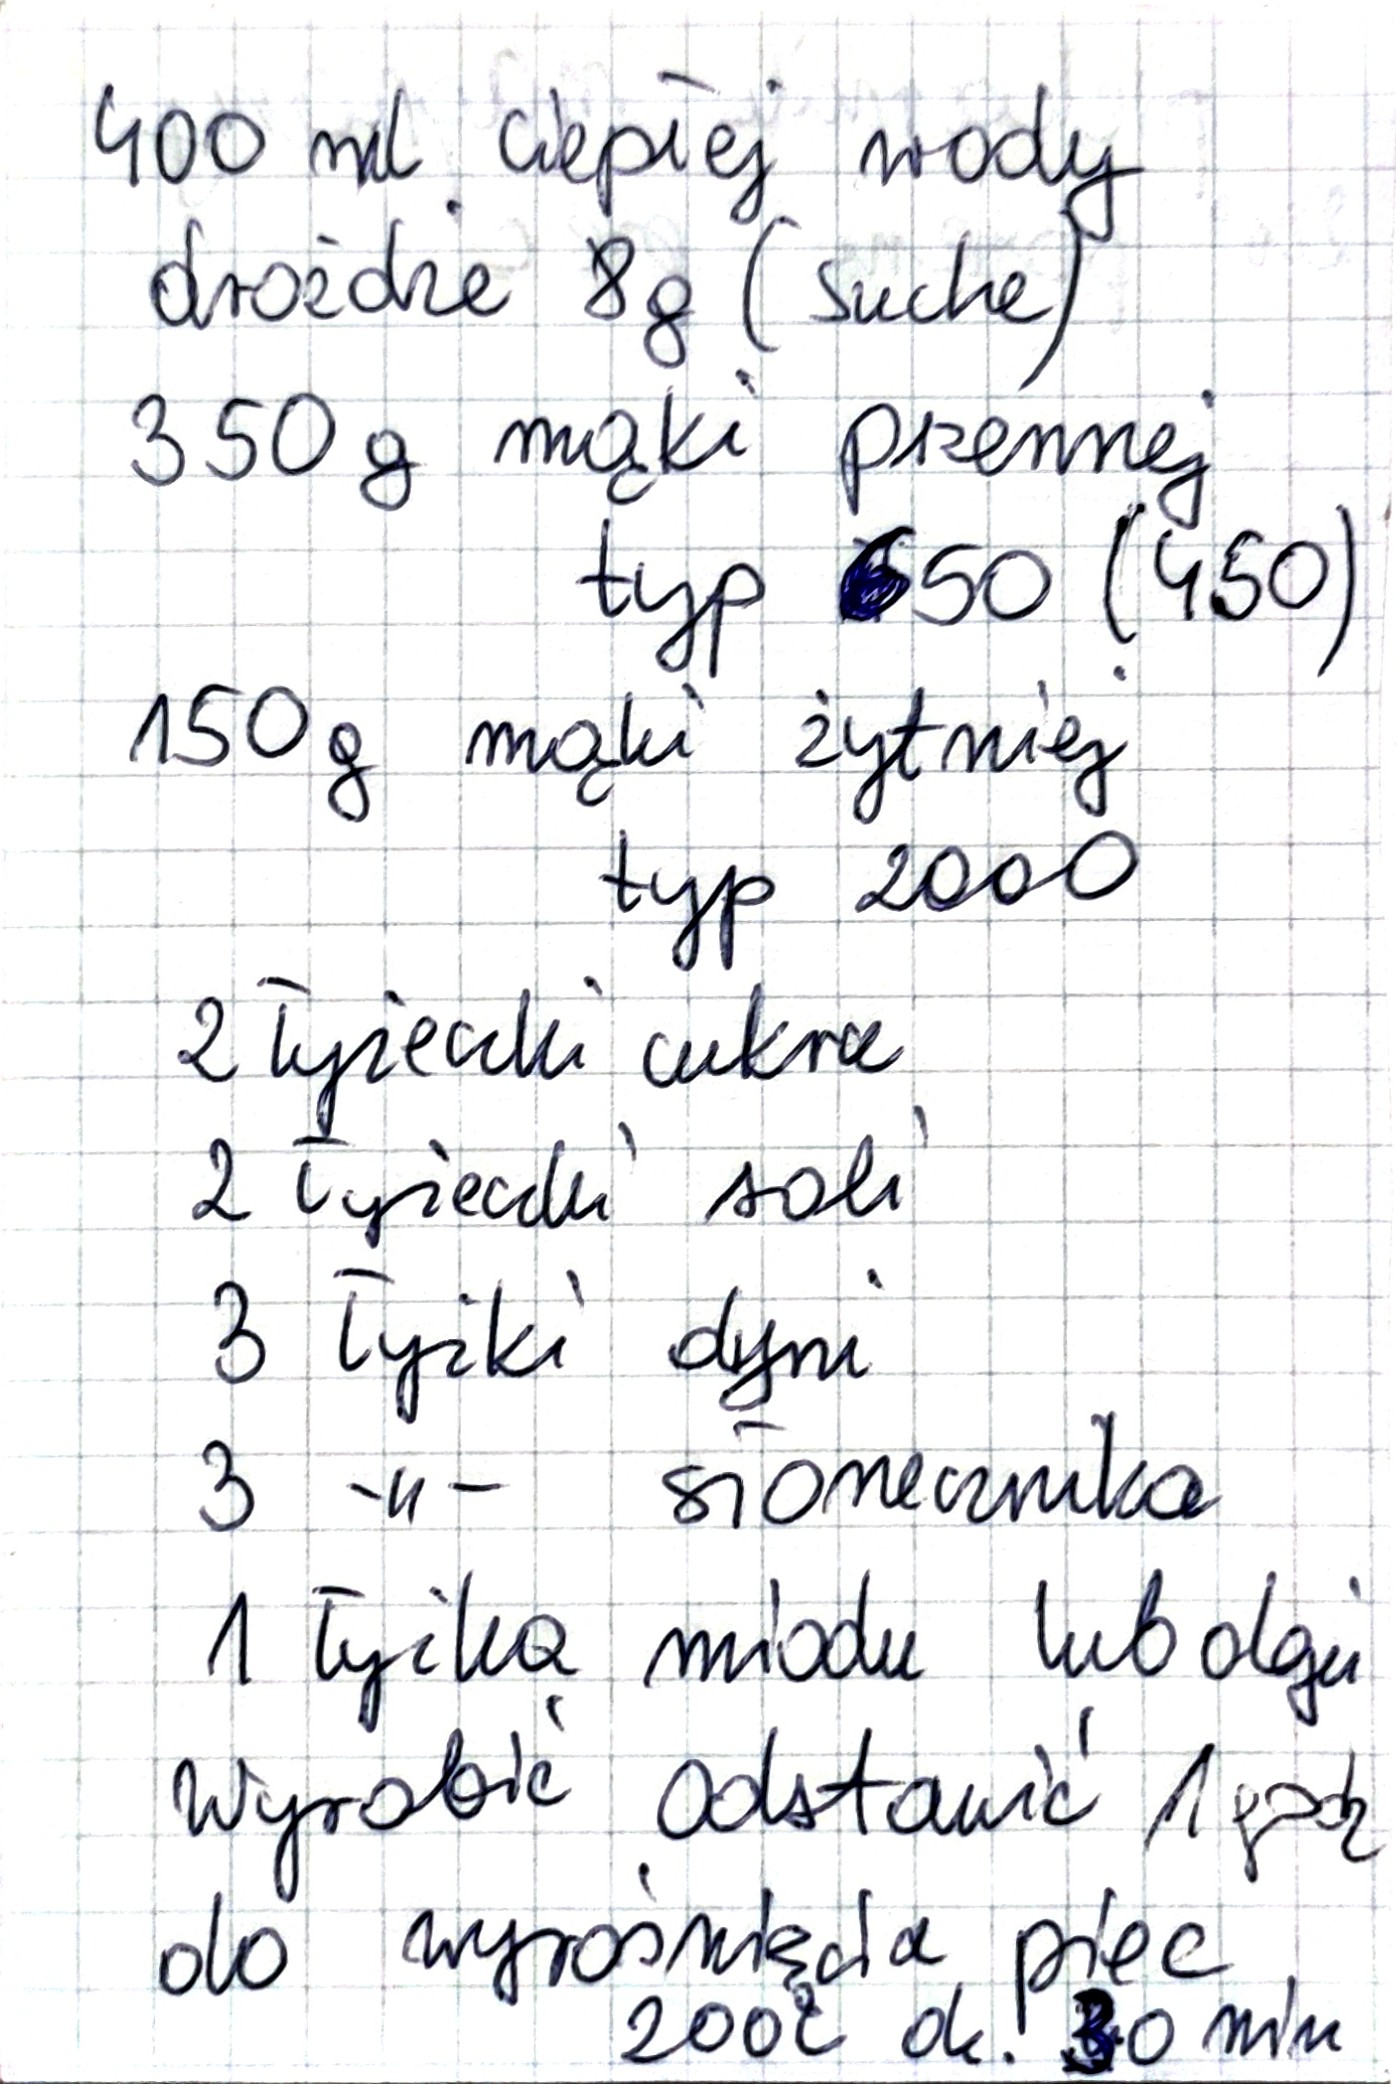 400 ml ciepłej wody
drożdże 8g (suche)
350g mąki pszennej
typ 650 (450)
150g mąki żytniej
typ 2000
2 łyżeczki cukru
2 łyżeczki soli
3 łyżki dyni
3 -"- słonecznika
1 łyżka miodu lub oleju
Wyrobić Odstawić 1 godz
do wyrośnięcia piec
200°C ok. 30 min